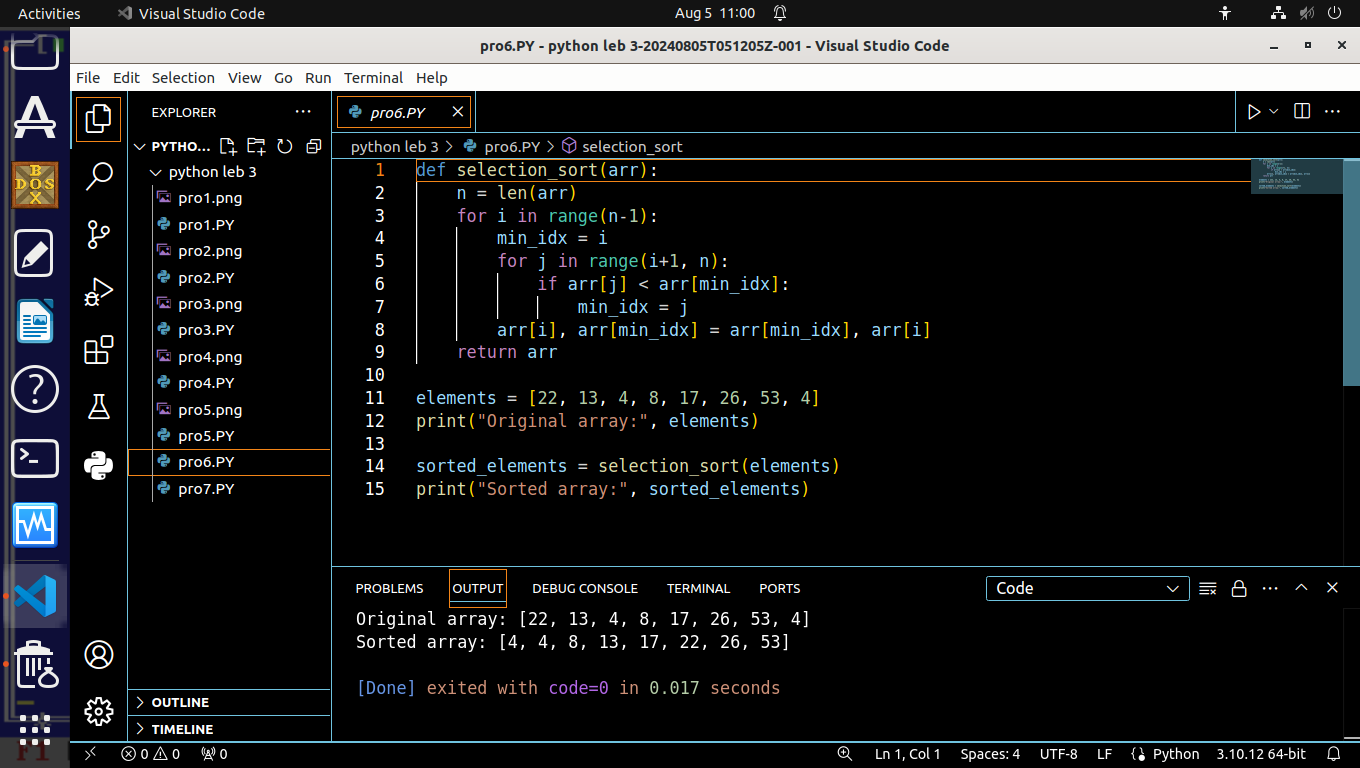 Activities
Visual Studio Code
Aug 5 11:00
pro6.PY - python leb 3-20240805T051205Z-001 - Visual Studio Code
File Edit Selection View Go Run Terminal Help
EXPLORER
PYTHO...
python leb 3
pro1.png
pro1.PY
pro2.png
pro2.PY
pro3.png
pro3.PY
pro4.png
pro4.PY
pro5.png
pro5.PY
pro6.PY
pro7.PY
OUTLINE
TIMELINE
pro6.PY
python leb 3 > pro6.PY > selection_sort
1 def selection_sort(arr):
2     n = len(arr)
3     for i in range(n-1):
4         min_idx = i
5         for j in range(i+1, n):
6             if arr[j] < arr[min_idx]:
7                 min_idx = j
8         arr[i], arr[min_idx] = arr[min_idx], arr[i]
9     return arr
10
11 elements = [22, 13, 4, 8, 17, 26, 53, 4]
12 print("Original array:", elements)
13
14 sorted_elements = selection_sort(elements)
15 print("Sorted array:", sorted_elements)
PROBLEMS OUTPUT DEBUG CONSOLE TERMINAL PORTS
Code
Original array: [22, 13, 4, 8, 17, 26, 53, 4]
Sorted array: [4, 4, 8, 13, 17, 22, 26, 53]
[Done] exited with code=0 in 0.017 seconds
0 0 0
Ln 1, Col 1 Spaces: 4 UTF-8 LF Python 3.10.12 64-bit
BOSX
DOS